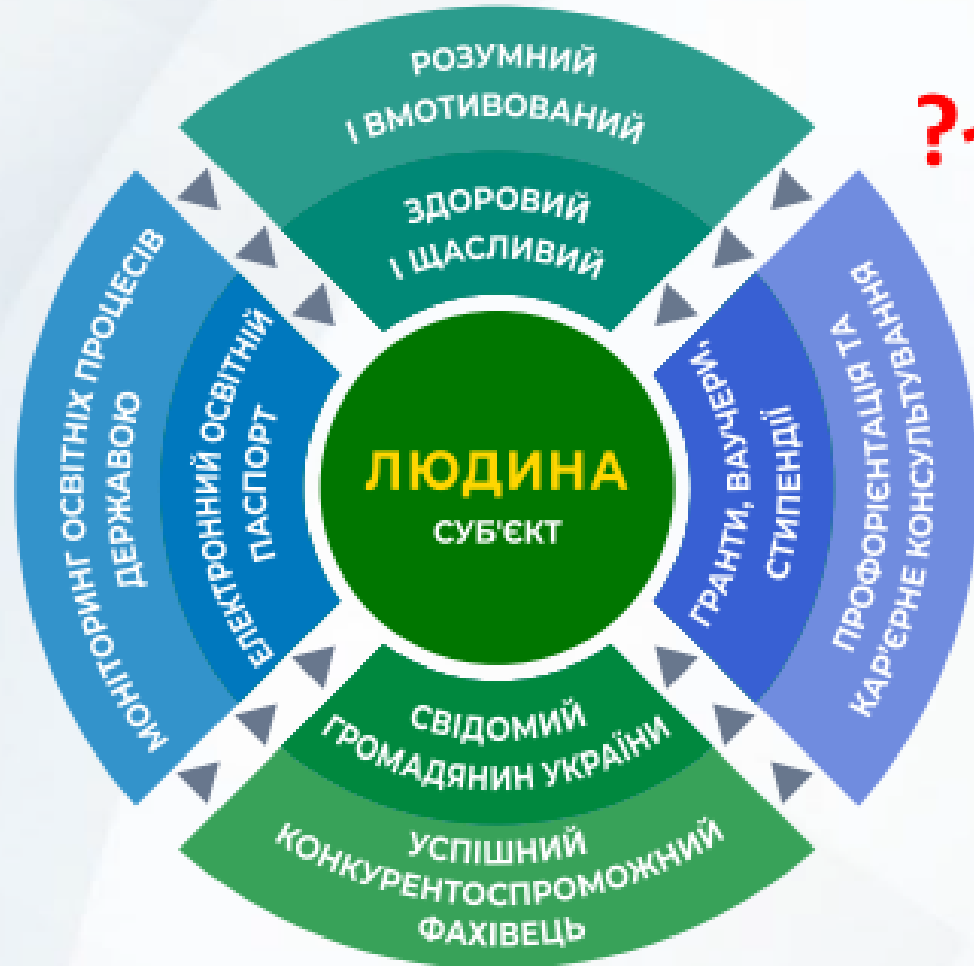 РОЗУМНИЙ
І ВМОТИВОВАНИЙ
ЗДОРОВИЙ
І ЩАСЛИВИЙ
?
МОНІТОРИНГ ОСВІТНІХ ПРОЦЕСІВ
ДЕРЖАВОЮ
ЕЛЕКТРОННИЙ ОСВІТНІЙ
ПАСПОРТ
ЛЮДИНА
СУБ'ЄКТ
ГРАНТИ, ВАУЧЕРИ,
СТИПЕНДІЇ
ПРОФОРІЄНТАЦІЯ ТА
КАР'ЄРНЕ КОНСУЛЬТУВАННЯ
СВІДОМИЙ
ГРОМАДЯНИН УКРАЇНИ
УСПІШНИЙ
КОНКУРЕНТОСПРОМОЖНИЙ
ФАХІВЕЦЬ